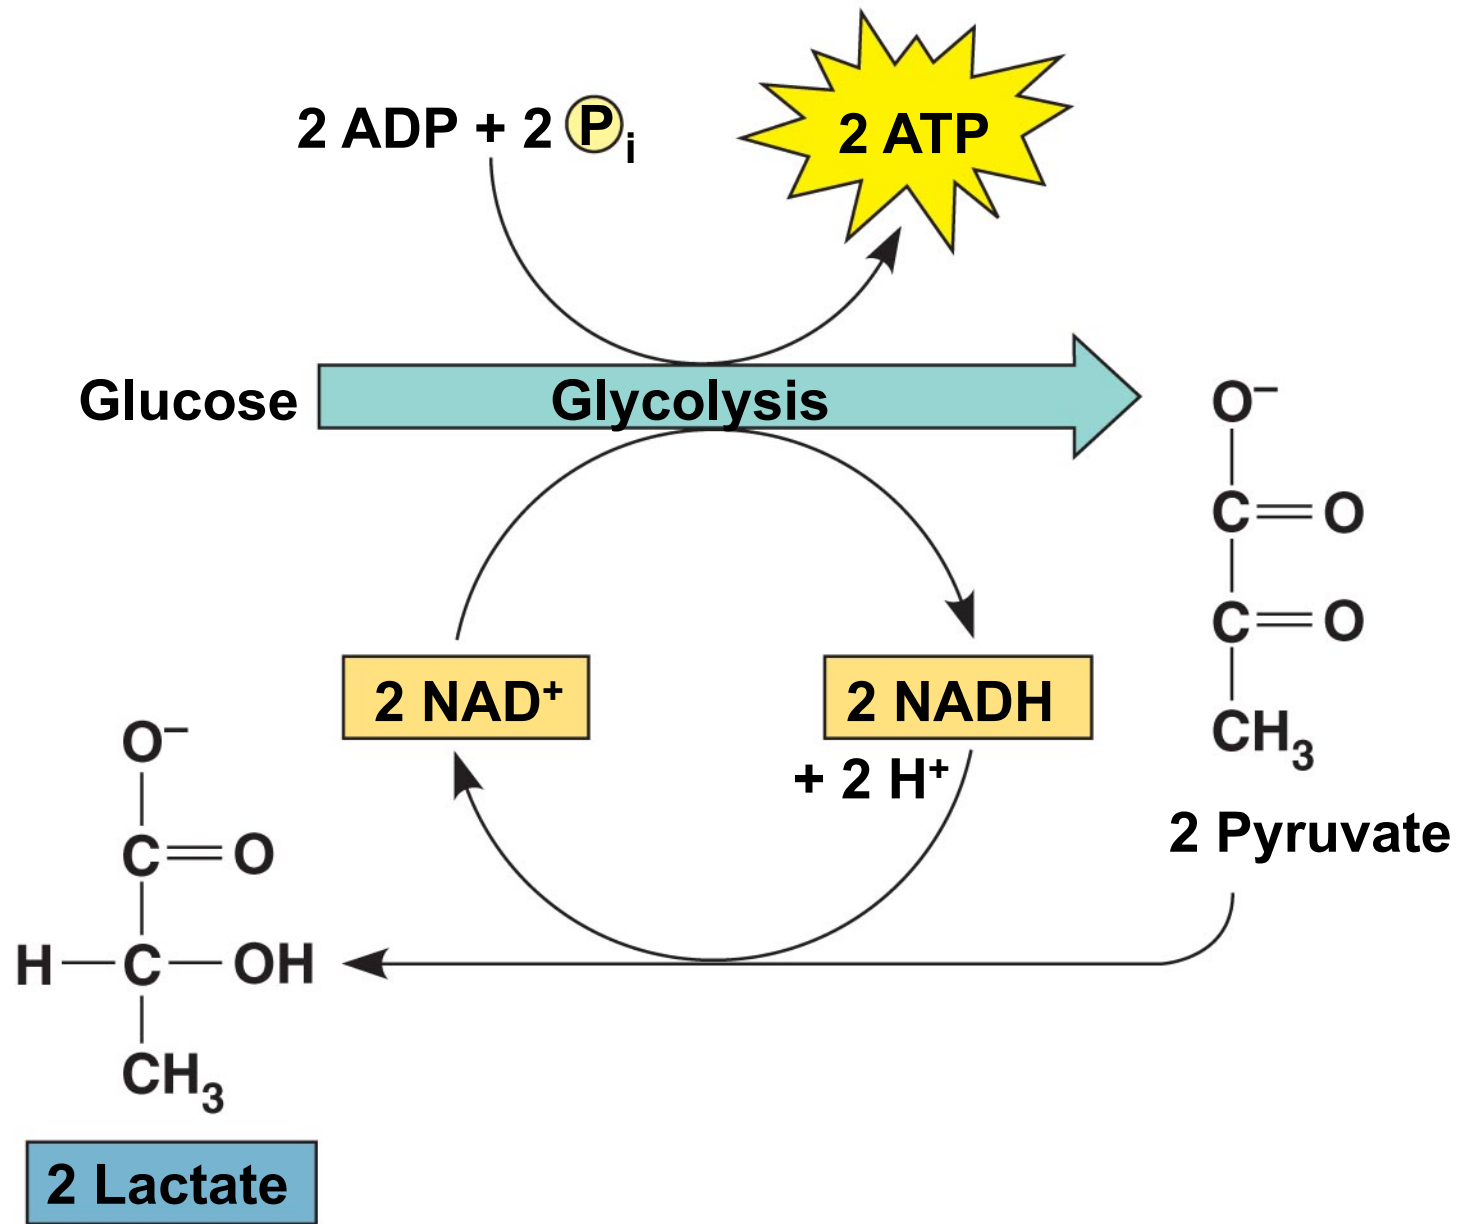 2 ADP + 2 Pi
2 ATP
Glucose
Glycolysis
O⁻
C=O
C=O
CH₃
2 Pyruvate
2 NAD⁺
2 NADH
+ 2 H⁺
O⁻
C=O
H–C–OH
CH₃
2 Lactate